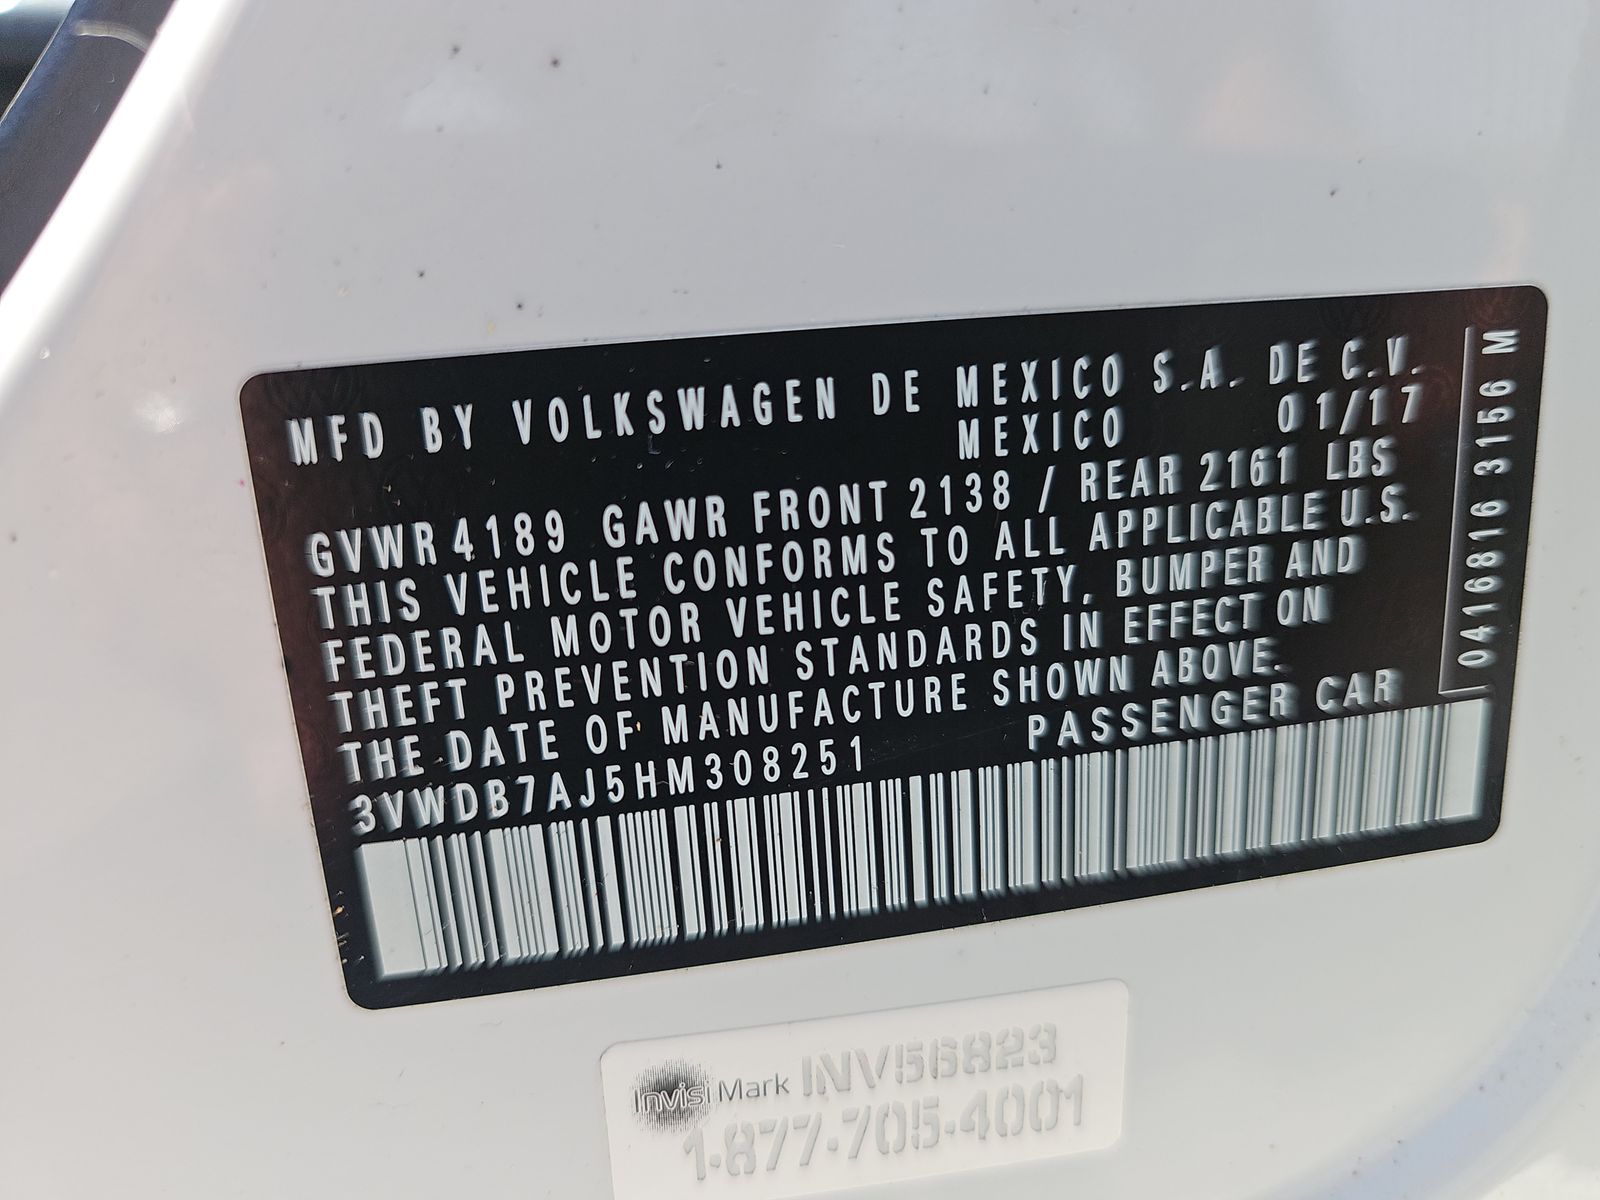 MFD BY VOLKSWAGEN DE MEXICO S.A. DE C.V.
MEXICO 01/17
GVWR 4189 GAWR FRONT 2138 / REAR 2161 LBS
THIS VEHICLE CONFORMS TO ALL APPLICABLE U.S.
FEDERAL MOTOR VEHICLE SAFETY, BUMPER AND
THEFT PREVENTION STANDARDS IN EFFECT ON
THE DATE OF MANUFACTURE SHOWN ABOVE.
3VWDB7AJ5HM308251 PASSENGER CAR
0416816 3156 M
InvisiMark INV56823
1-877-705-4001